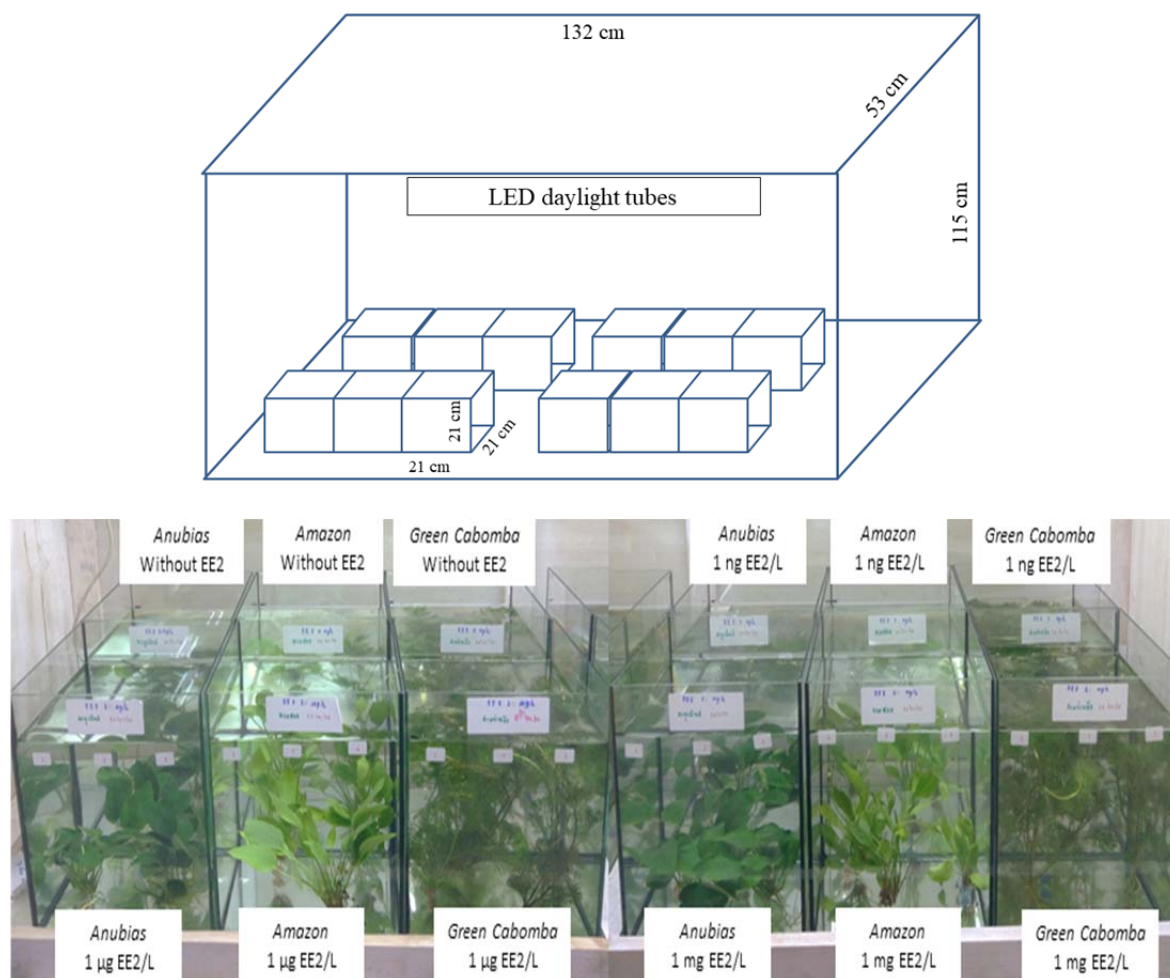 132 cm
53 cm
LED daylight tubes
115 cm
21 cm
21 cm
21 cm
Anubias
Without EE2
Amazon
Without EE2
Green Cabomba
Without EE2
Anubias
1 ng EE2/L
Amazon
1 ng EE2/L
Green Cabomba
1 ng EE2/L
Anubias
1 µg EE2/L
Amazon
1 µg EE2/L
Green Cabomba
1 µg EE2/L
Anubias
1 mg EE2/L
Amazon
1 mg EE2/L
Green Cabomba
1 mg EE2/L